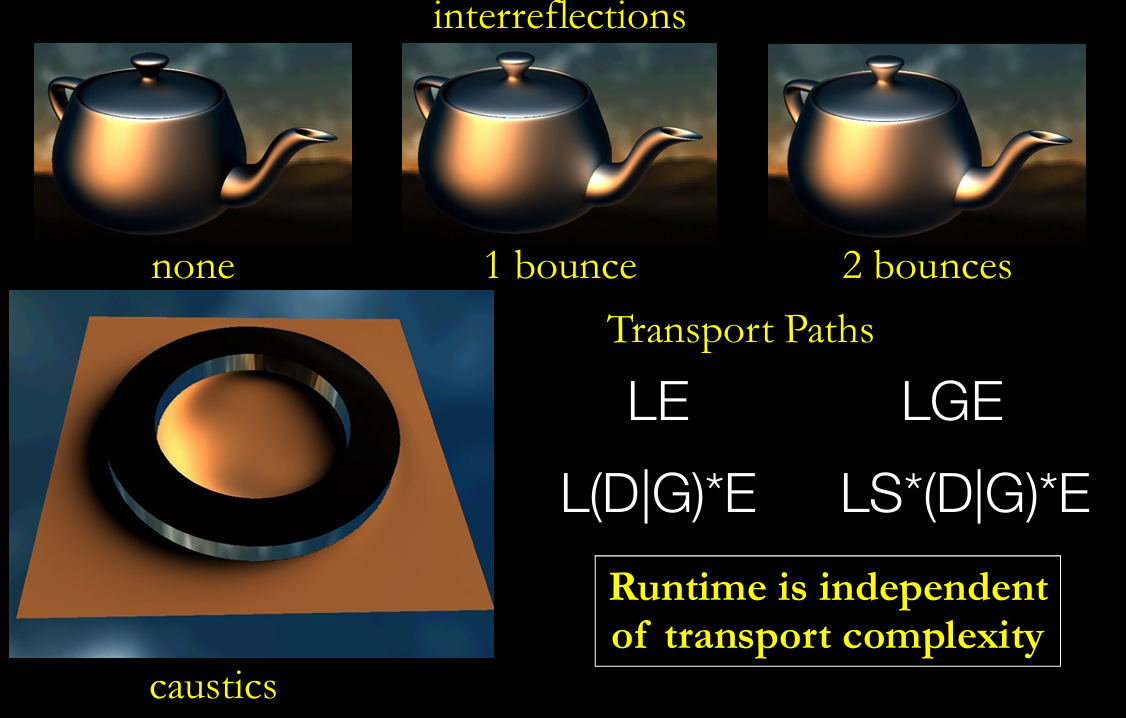 interreflections
none
1 bounce
2 bounces
Transport Paths
LE
LGE
L(D|G)*E
LS*(D|G)*E
Runtime is independent
of transport complexity
caustics